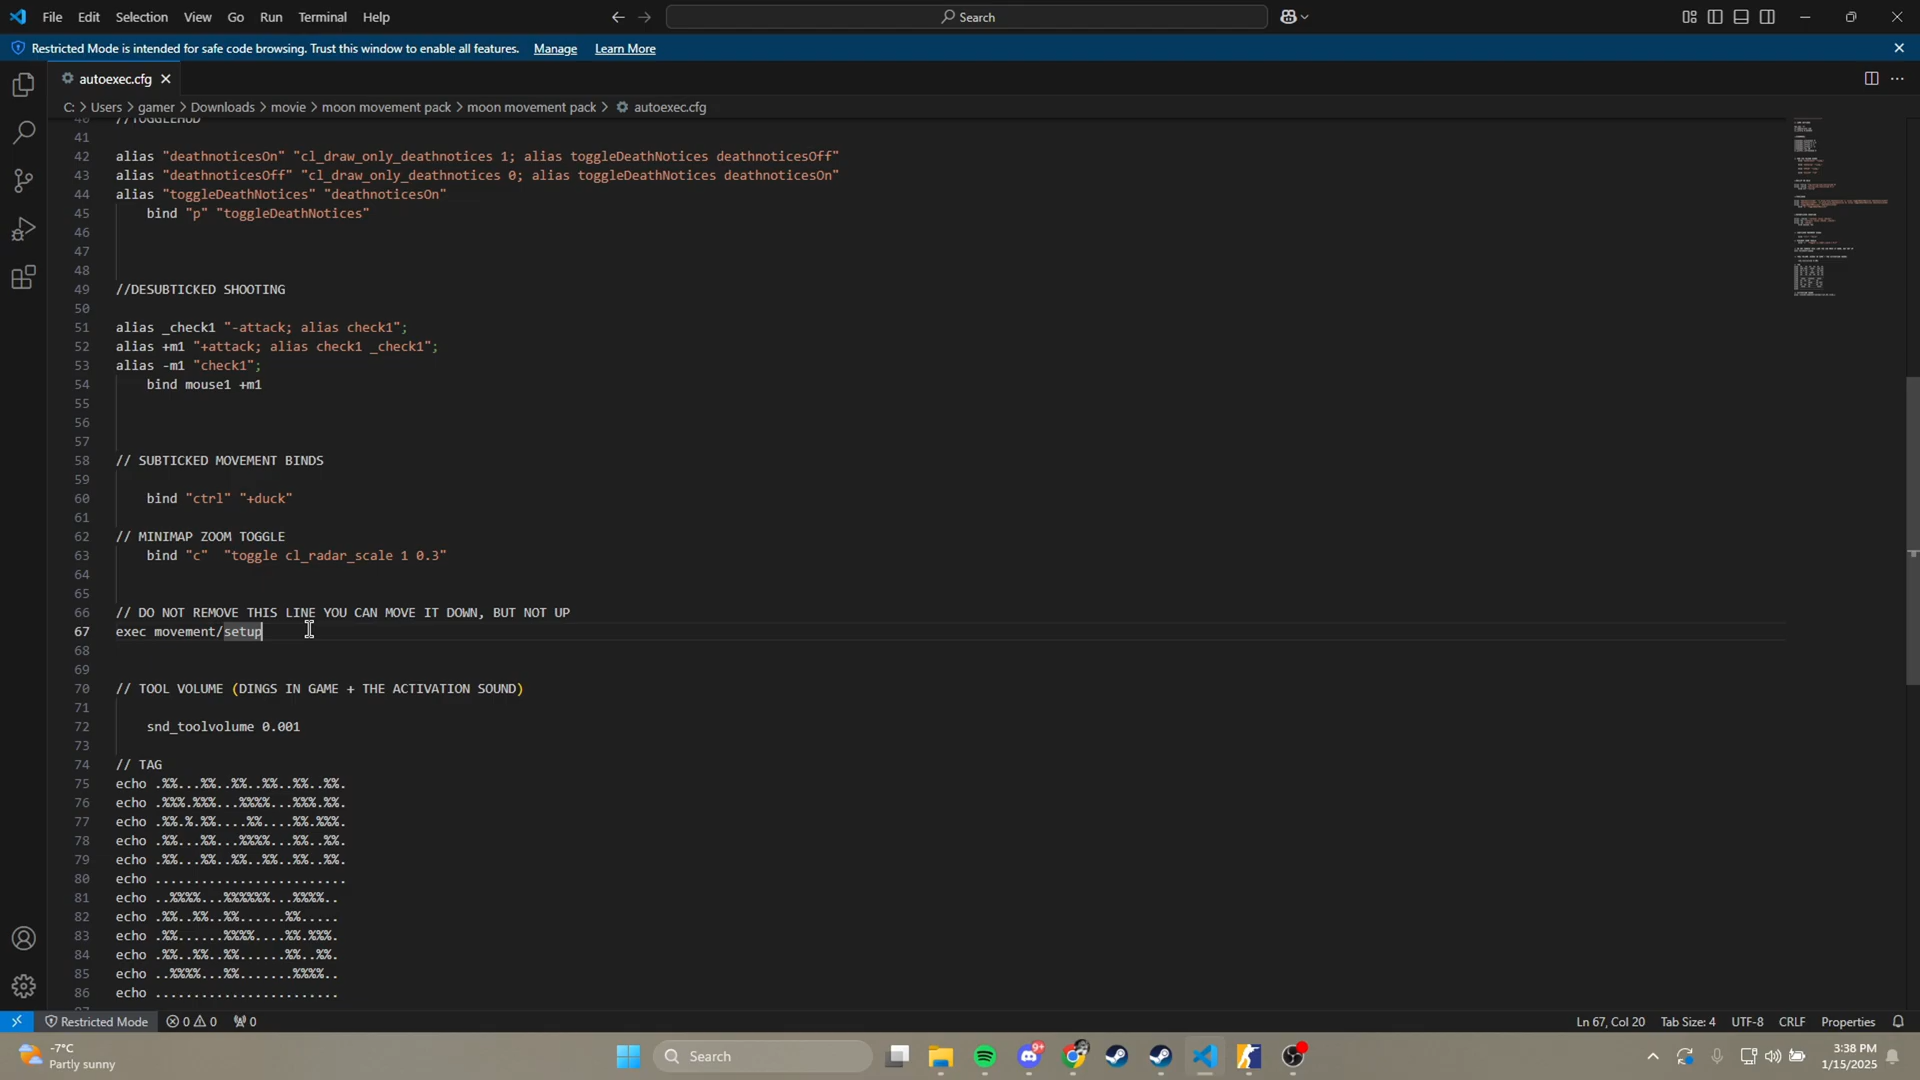 File Edit Selection View Go Run Terminal Help
Search
Restricted Mode is intended for safe code browsing. Trust this window to enable all features. Manage Learn More
autoexec.cfg
C: > Users > gamer > Downloads > movie > moon movement pack > moon movement pack > autoexec.cfg
40 //TOGGLEHUD
41
42 alias "deathnoticesOn" "cl_draw_only_deathnotices 1; alias toggleDeathNotices deathnoticesOff"
43 alias "deathnoticesOff" "cl_draw_only_deathnotices 0; alias toggleDeathNotices deathnoticesOn"
44 alias "toggleDeathNotices" "deathnoticesOn"
45 bind "p" "toggleDeathNotices"
46
47
48
49 //DESUBTICKED SHOOTING
50
51 alias _check1 "-attack; alias check1";
52 alias +m1 "+attack; alias check1 _check1";
53 alias -m1 "check1";
54 bind mouse1 +m1
55
56
57
58 // SUBTICKED MOVEMENT BINDS
59
60 bind "ctrl" "+duck"
61
62 // MINIMAP ZOOM TOGGLE
63 bind "c" "toggle cl_radar_scale 1 0.3"
64
65
66 // DO NOT REMOVE THIS LINE YOU CAN MOVE IT DOWN, BUT NOT UP
67 exec movement/setup
68
69
70 // TOOL VOLUME (DINGS IN GAME + THE ACTIVATION SOUND)
71
72 snd_toolvolume 0.001
73
74 // TAG
75 echo .%%...%%..%%..%%..%%..%%.
76 echo .%%%.%%%...%%%%...%%%.%%.
77 echo .%%.%.%%....%%....%%.%%%.
78 echo .%%...%%...%%%%...%%..%%.
79 echo .%%...%%..%%..%%..%%..%%.
80 echo .........................
81 echo ..%%%%...%%%%%%...%%%%..
82 echo .%%..%%..%%......%%.....
83 echo .%%......%%%%....%%.%%%.
84 echo .%%..%%..%%......%%..%%.
85 echo ..%%%%...%%.......%%%%..
86 echo ........................
Restricted Mode 0 0 0 Ln 67, Col 20 Tab Size: 4 UTF-8 CRLF Properties
-7°C
Partly sunny
Search
9+
3:38 PM
1/15/2025
MXN
CFG